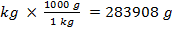 kg × 1000 g / 1 kg = 283908 g